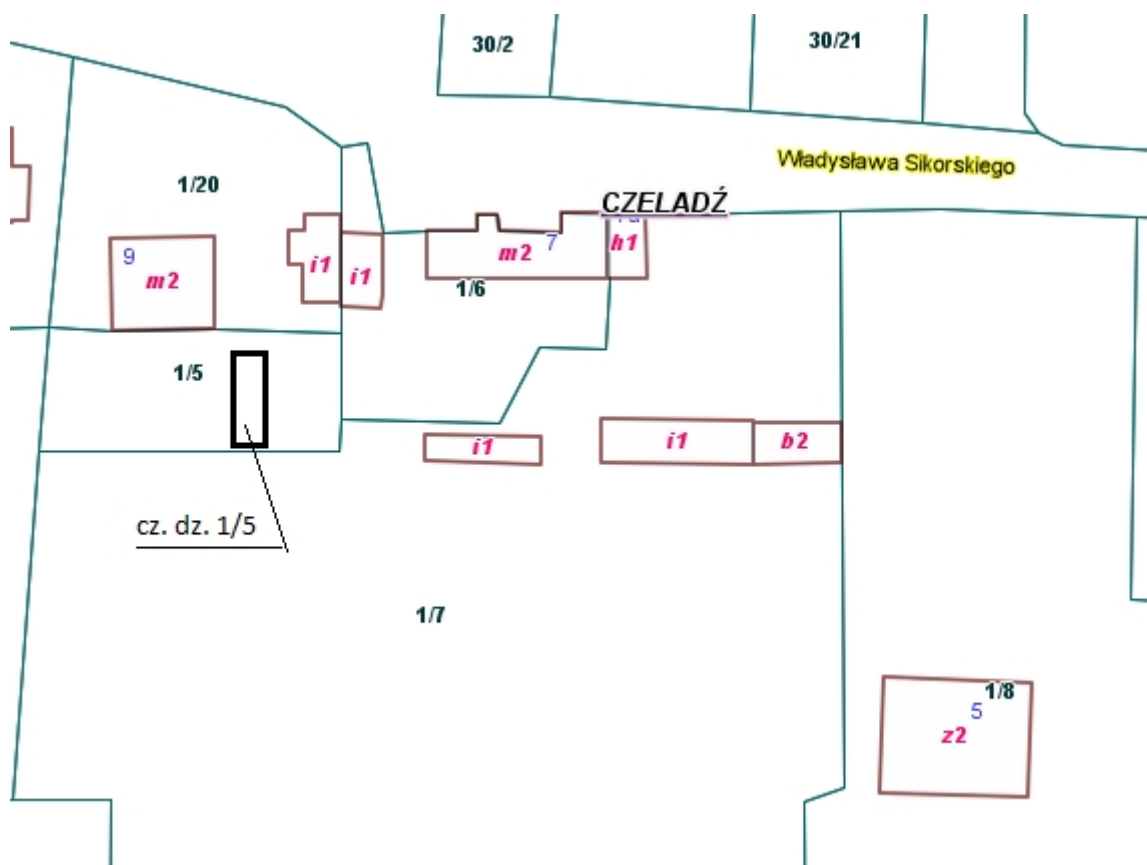 30/2
30/21
Władysława Sikorskiego
1/20
CZELADŹ
9
m2
i1
i1
m2
7
h1
1/6
1/5
i1
i1
b2
cz. dz. 1/5
1/7
1/8
5
z2